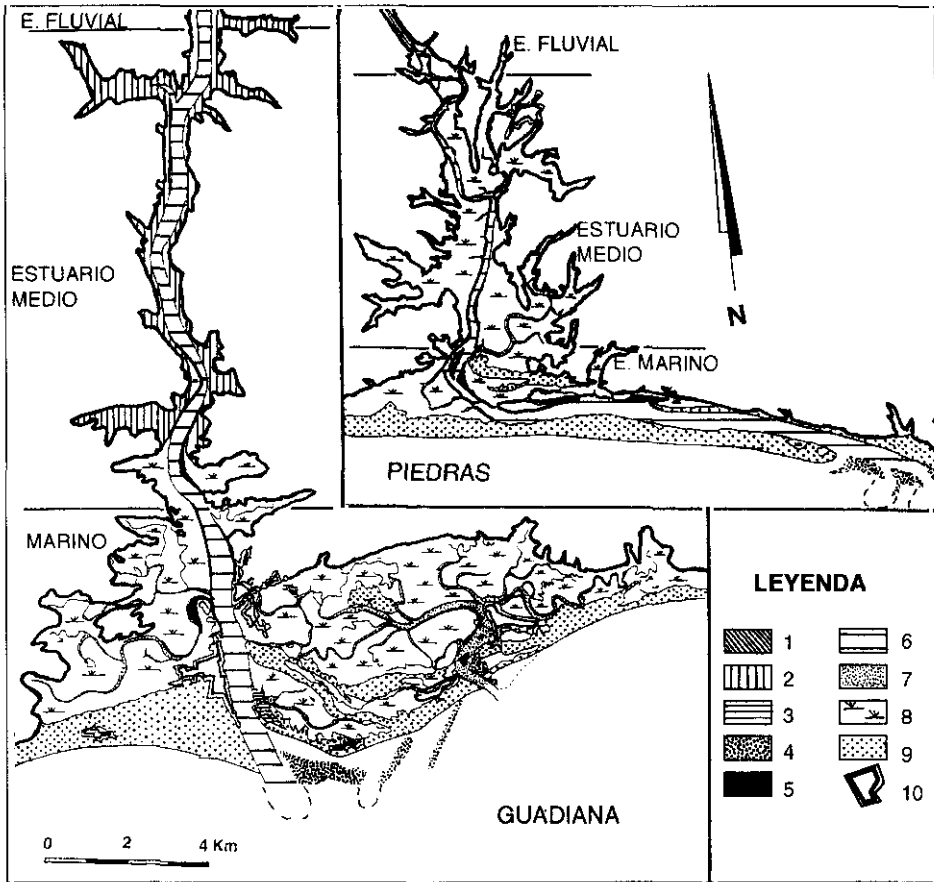 E. FLUVIAL
ESTUARIO
MEDIO
MARINO
0 2 4 Km
GUADIANA
E. FLUVIAL
ESTUARIO
MEDIO
E. MARINO
PIEDRAS
N
LEYENDA
1
2
3
4
5
6
7
8
9
10